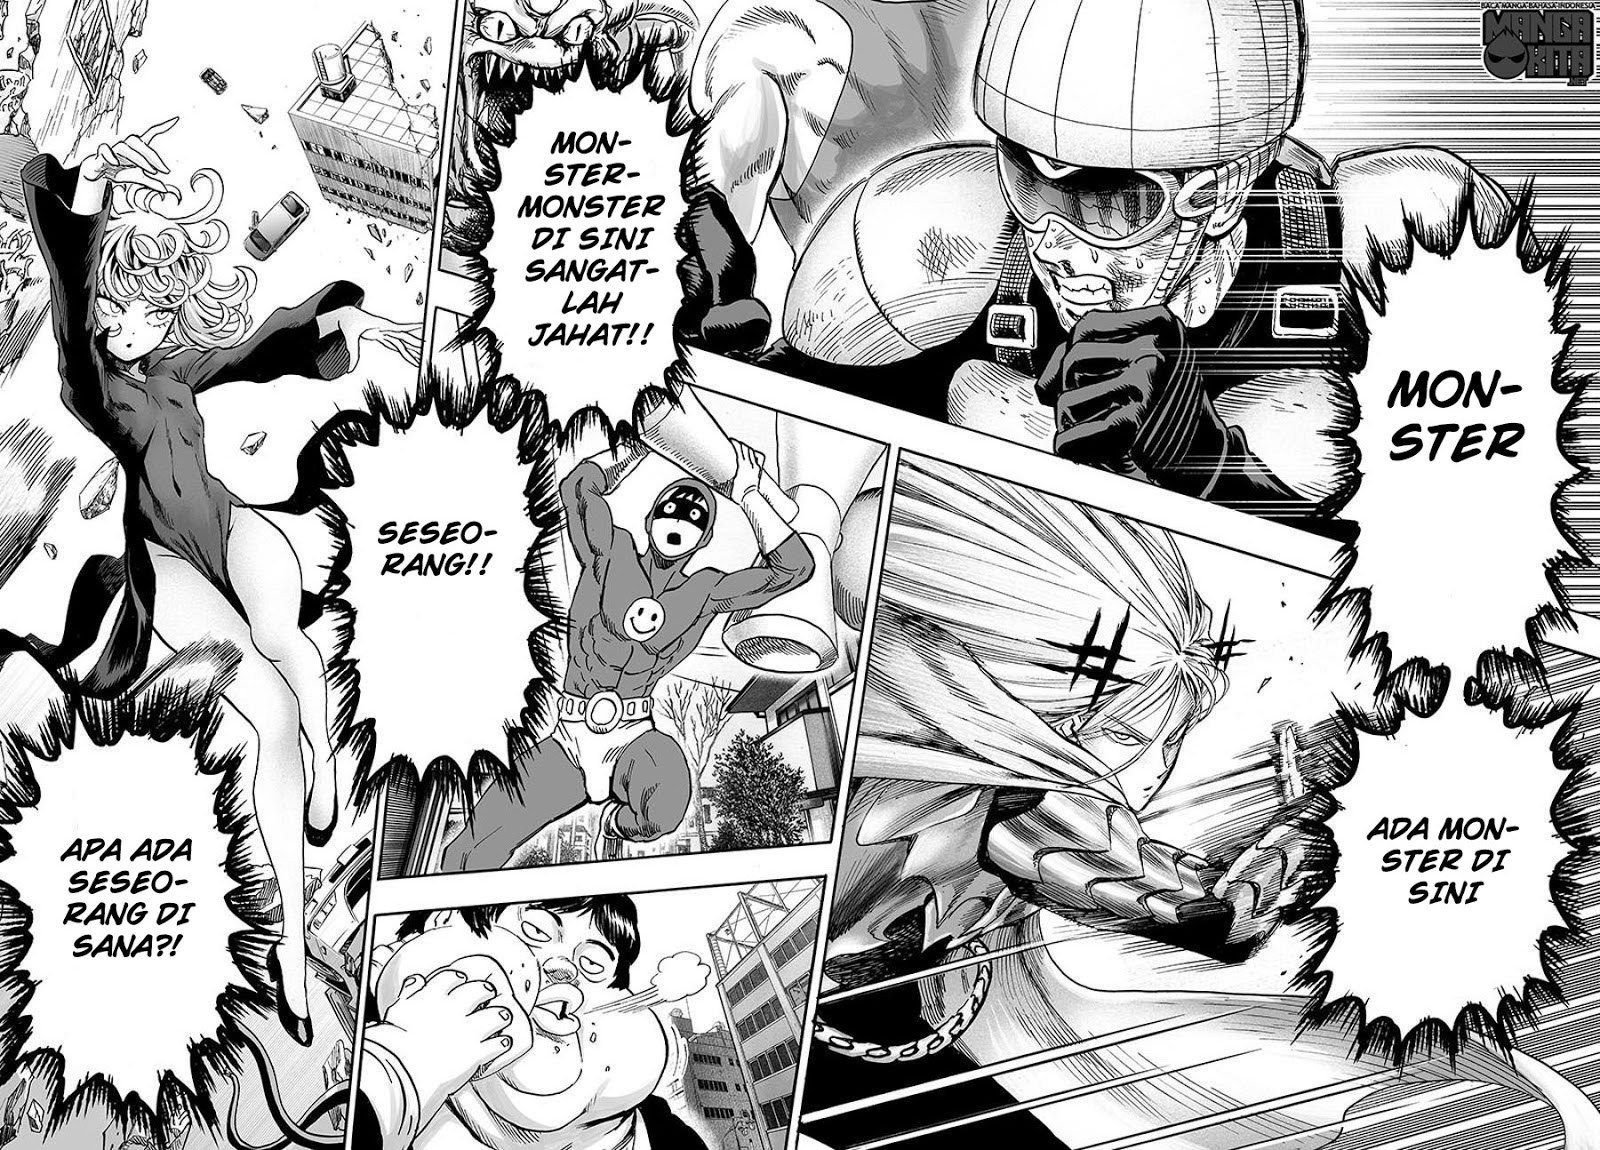 BACA MANGA BAHASA INDONESIA
MANGA
KITA
MON-
STER
ADA MON-
STER DI
SINI
MON-
STER-
MONSTER
DI SINI
SANGAT-
LAH
JAHAT!!
SESEO-
RANG!!
APA ADA
SESEO-
RANG DI
SANA?!